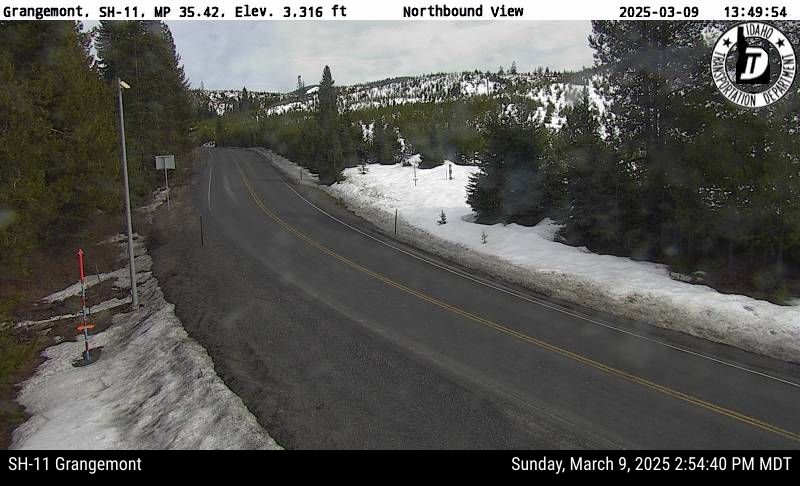 Grangemont, SH-11, MP 35.42, Elev. 3,316 ft Northbound View 2025-03-09 13:49:54
IDAHO
TRANSPORTATION DEPARTMENT
SH-11 Grangemont Sunday, March 9, 2025 2:54:40 PM MDT